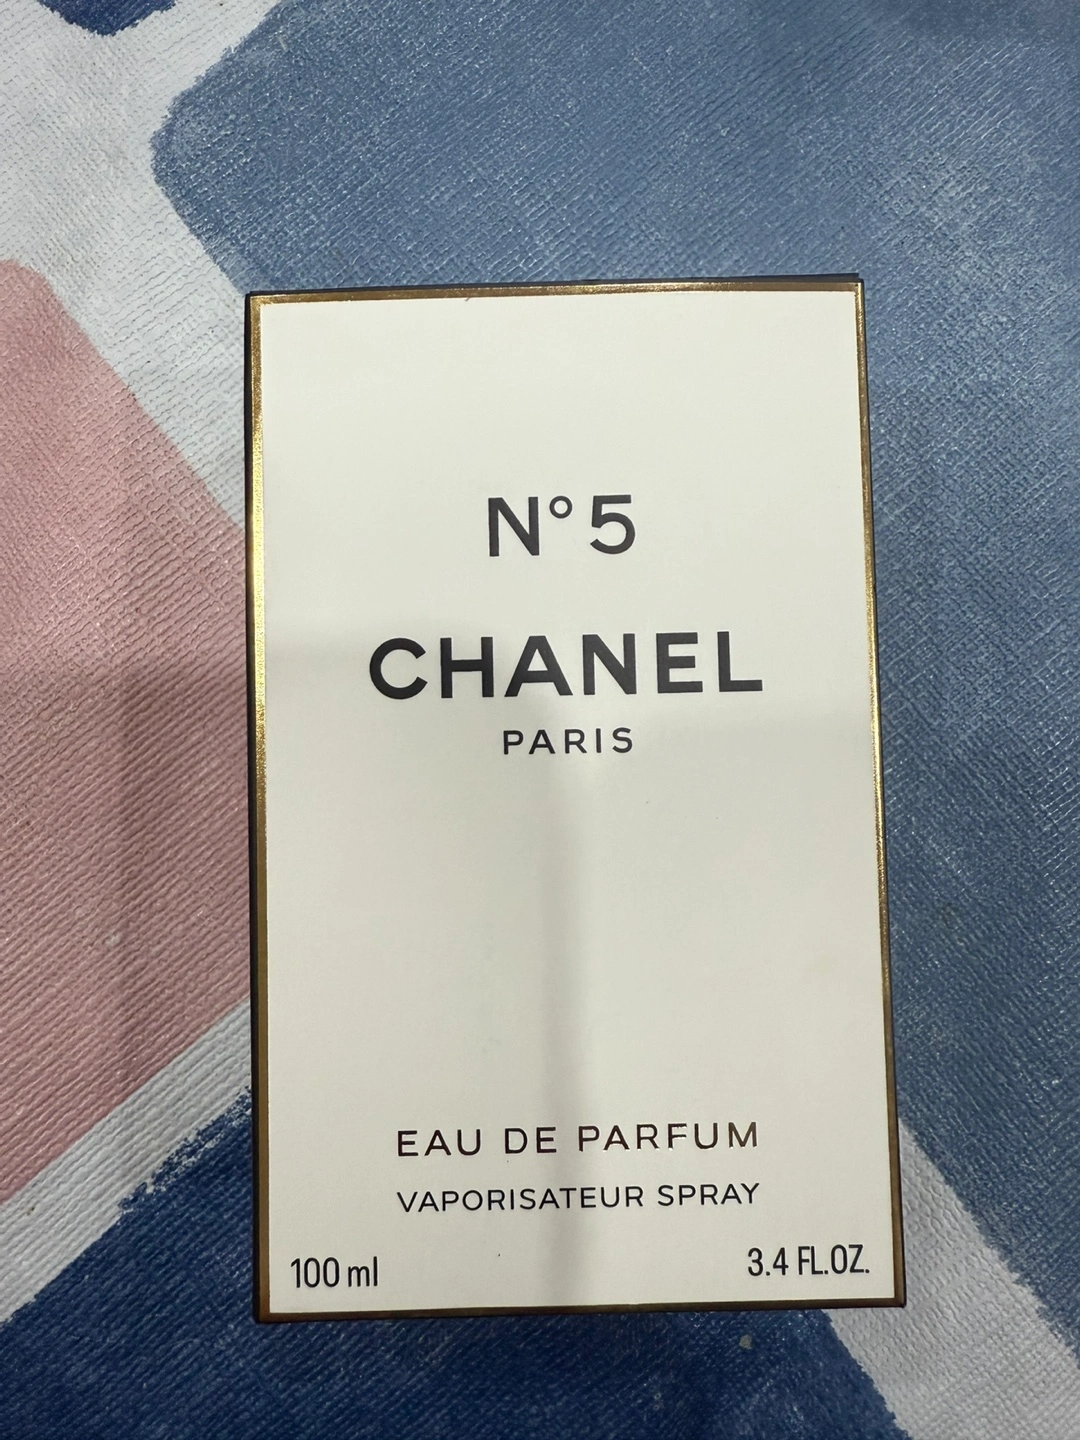 N°5
CHANEL
PARIS
EAU DE PARFUM
VAPORISATEUR SPRAY
100 ml 3.4 FL.OZ.